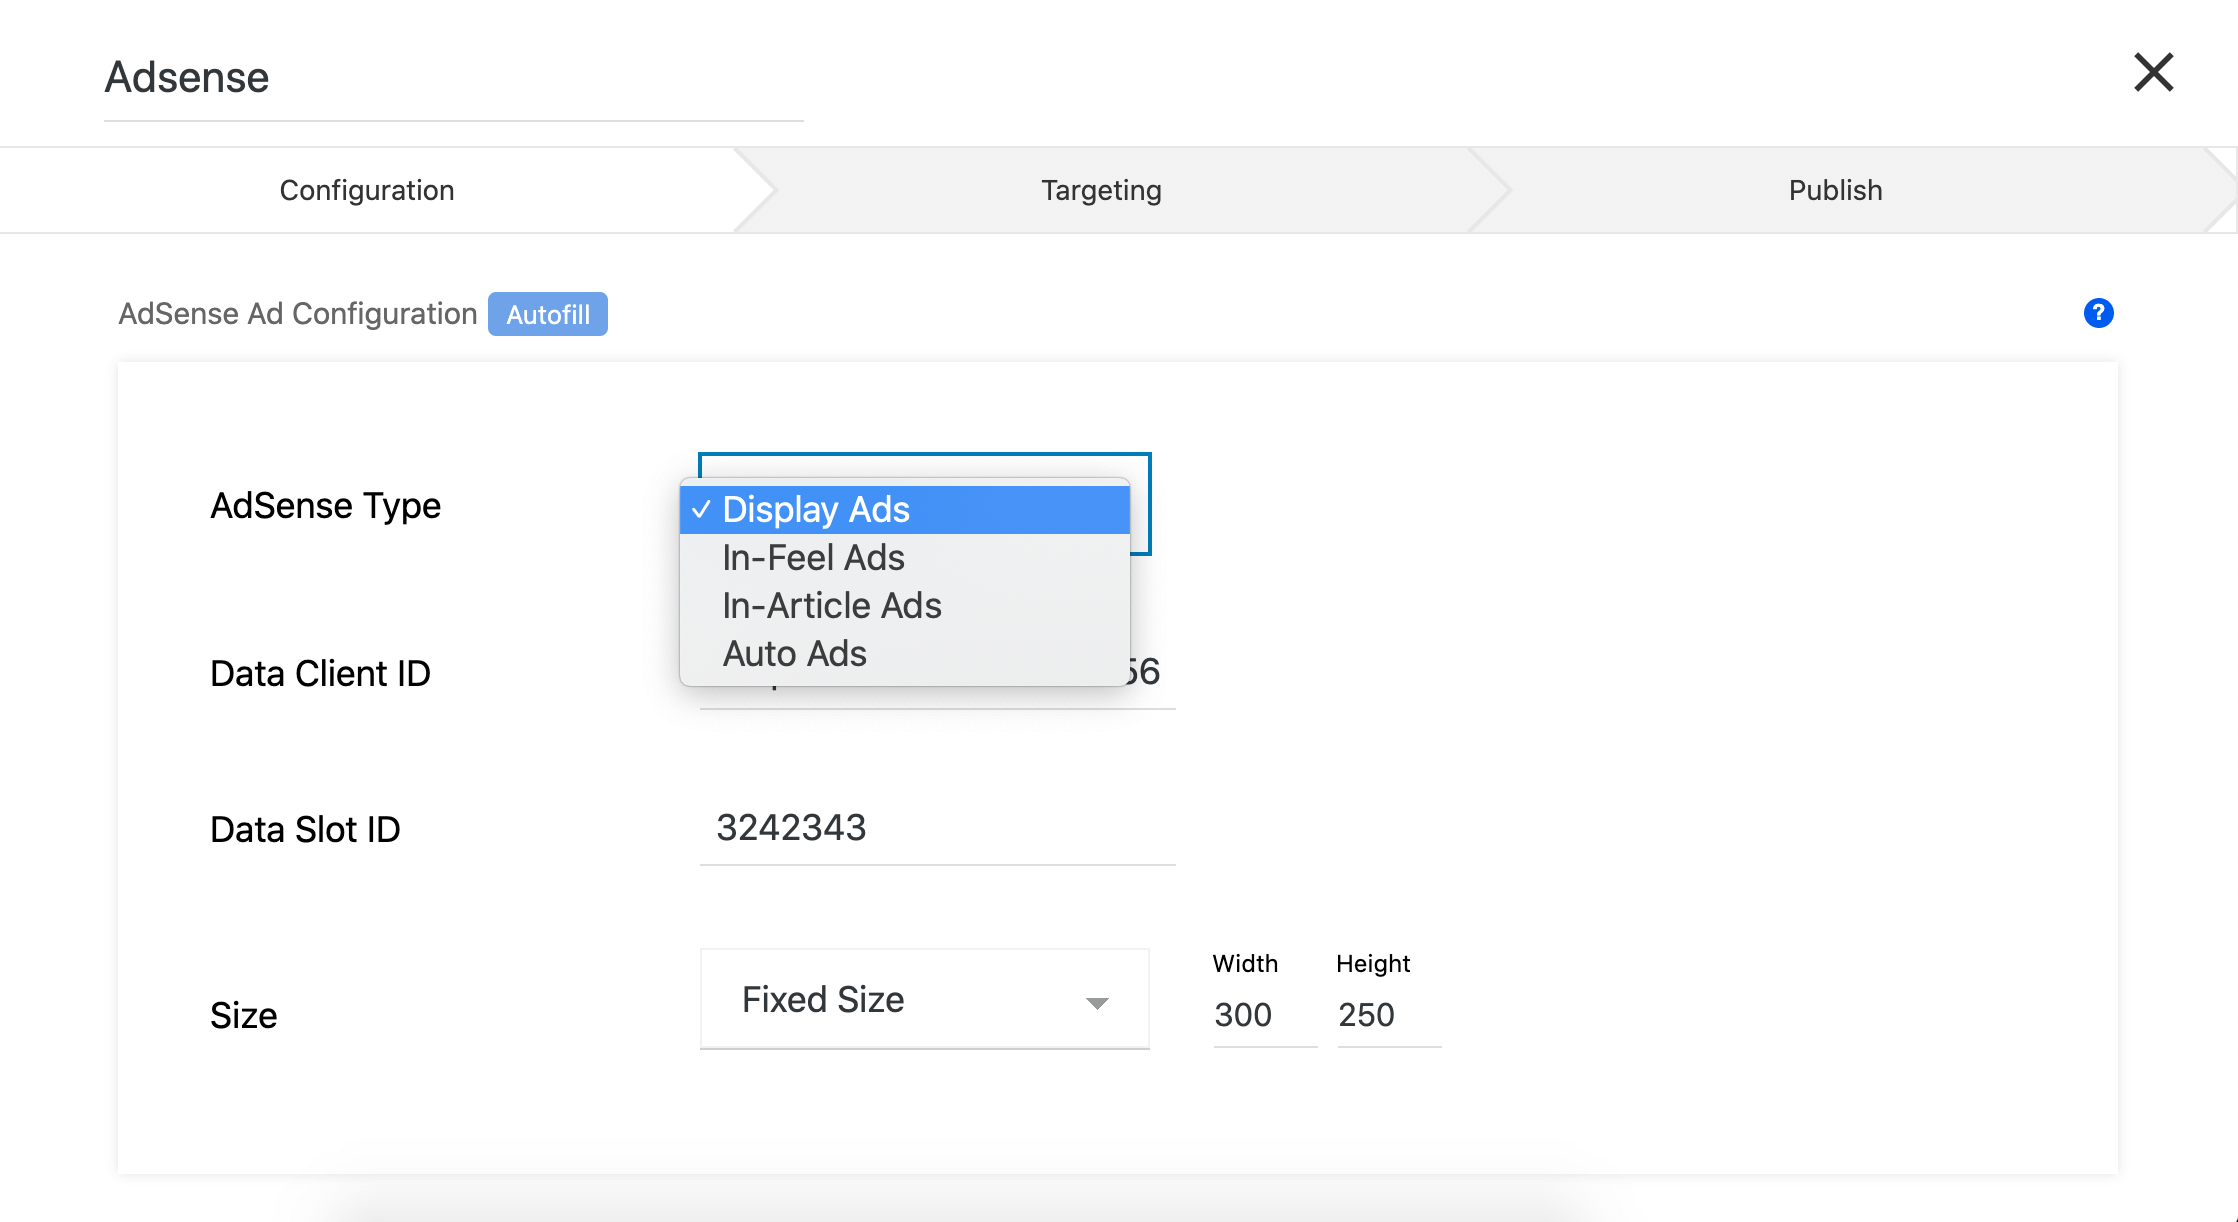 Adsense
Configuration
Targeting
Publish
AdSense Ad Configuration
Autofill
?
AdSense Type
✓ Display Ads
In-Feel Ads
In-Article Ads
Auto Ads
Data Client ID
56
Data Slot ID
3242343
Width
Height
Size
Fixed Size
300
250